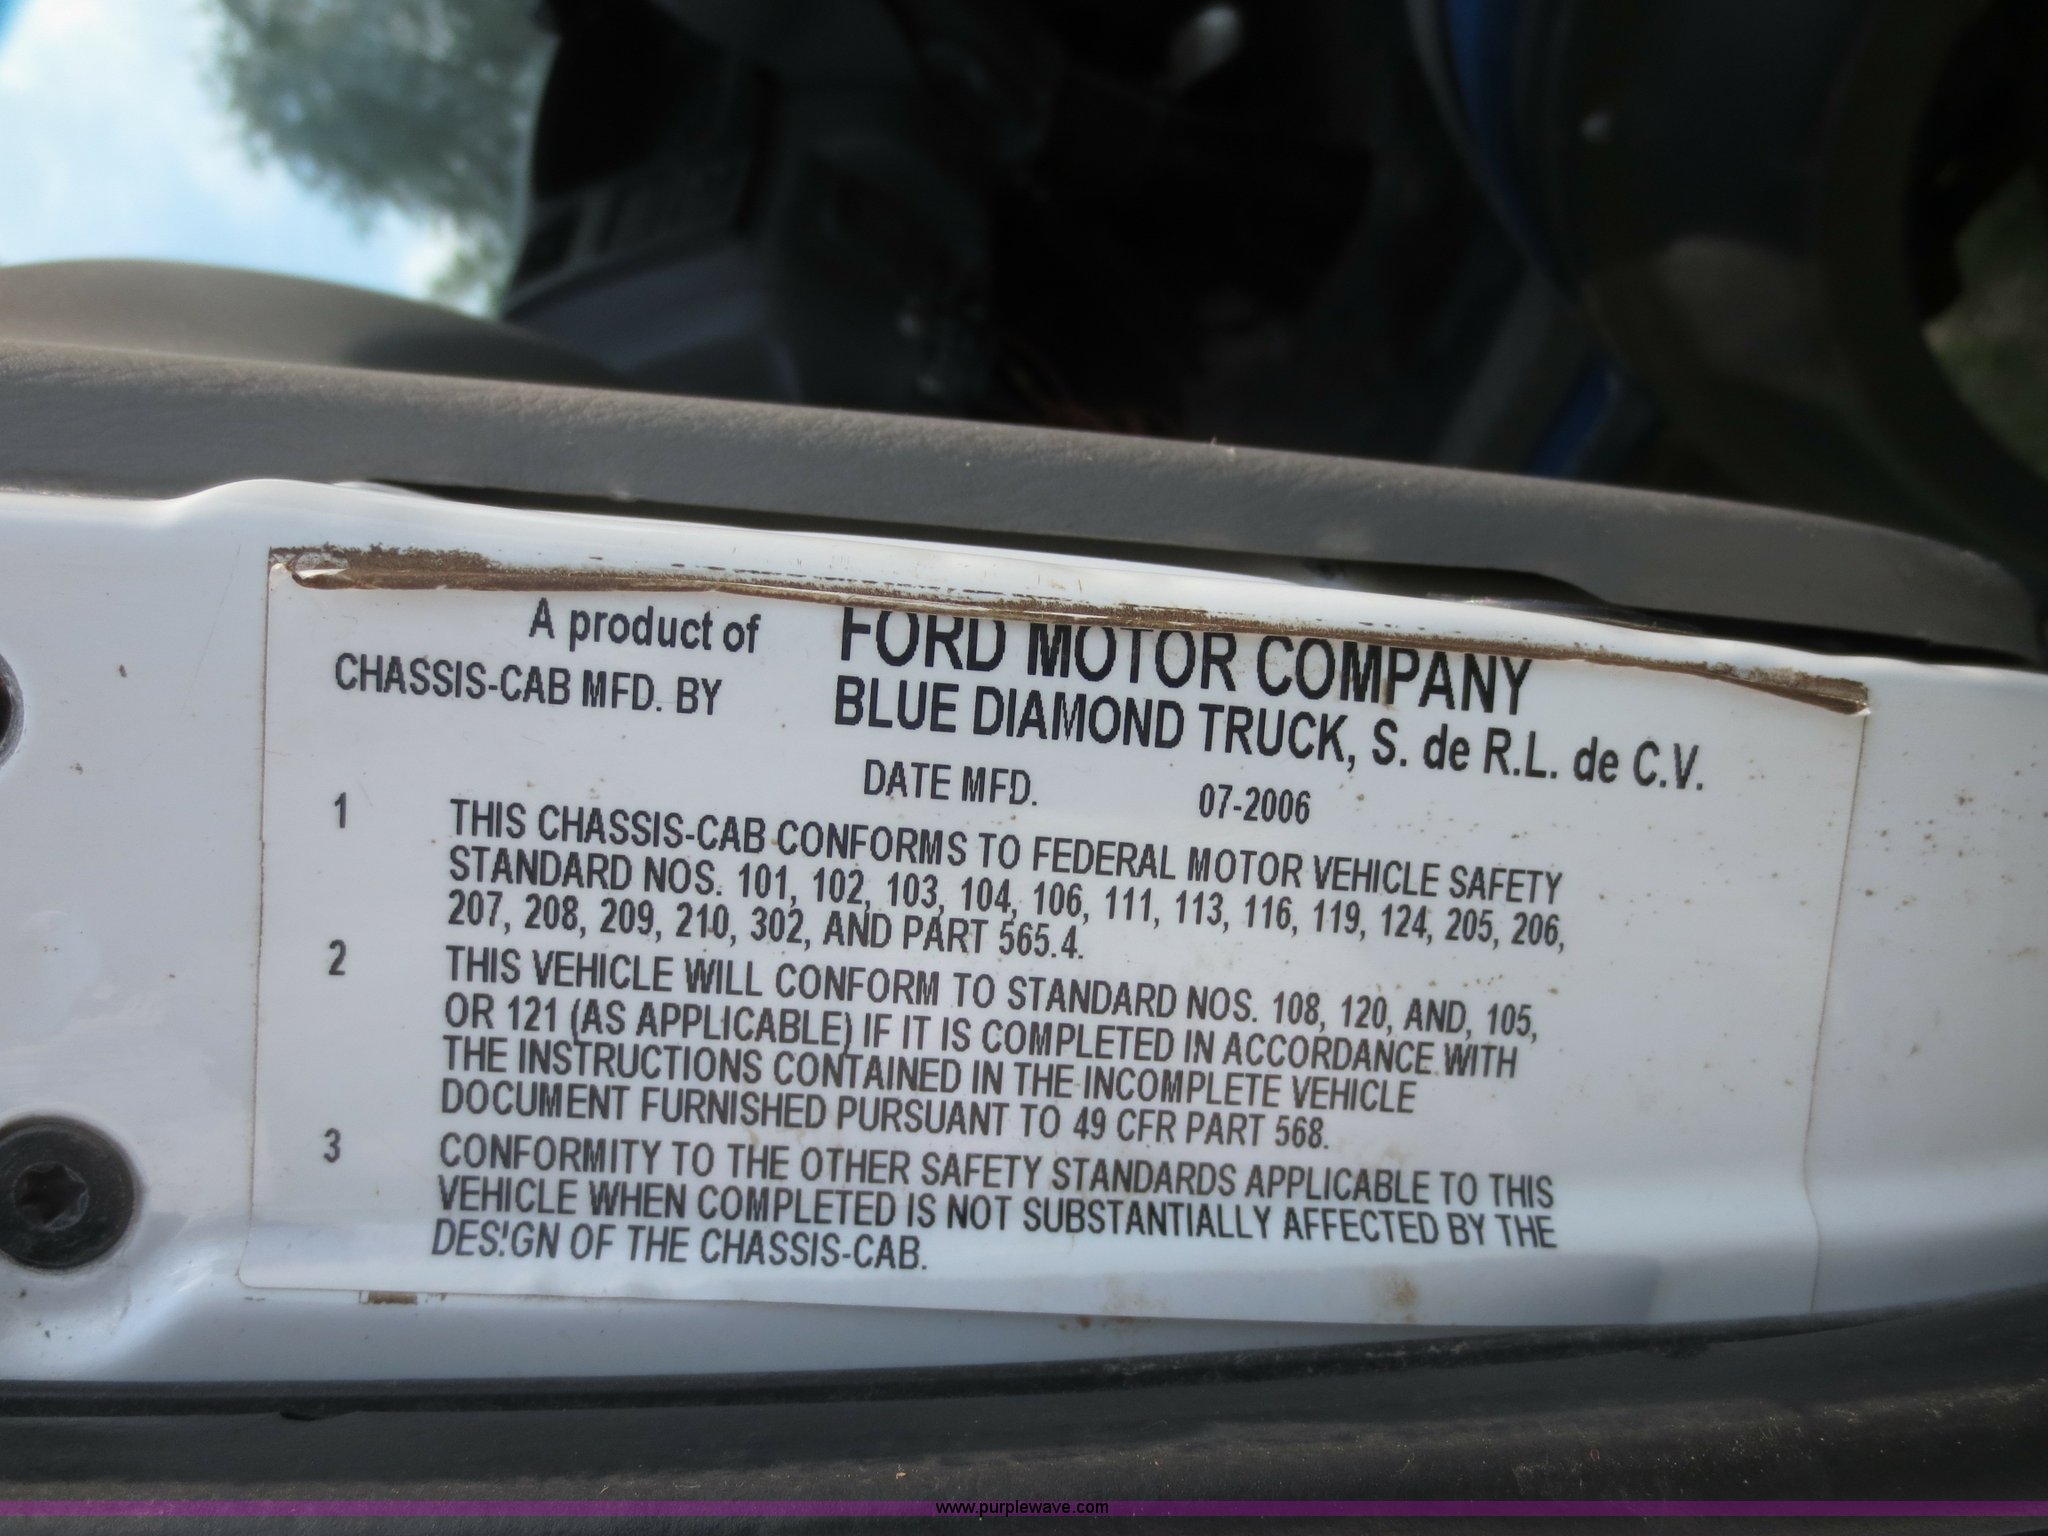 A product of FORD MOTOR COMPANY
CHASSIS-CAB MFD. BY BLUE DIAMOND TRUCK, S. de R.L. de C.V.
DATE MFD. 07-2006
1 THIS CHASSIS-CAB CONFORMS TO FEDERAL MOTOR VEHICLE SAFETY
STANDARD NOS. 101, 102, 103, 104, 106, 111, 113, 116, 119, 124, 205, 206,
207, 208, 209, 210, 302, AND PART 565.4.
2 THIS VEHICLE WILL CONFORM TO STANDARD NOS. 108, 120, AND, 105,
OR 121 (AS APPLICABLE) IF IT IS COMPLETED IN ACCORDANCE WITH
THE INSTRUCTIONS CONTAINED IN THE INCOMPLETE VEHICLE
DOCUMENT FURNISHED PURSUANT TO 49 CFR PART 568.
3 CONFORMITY TO THE OTHER SAFETY STANDARDS APPLICABLE TO THIS
VEHICLE WHEN COMPLETED IS NOT SUBSTANTIALLY AFFECTED BY THE
DESIGN OF THE CHASSIS-CAB.
www.purplewave.com